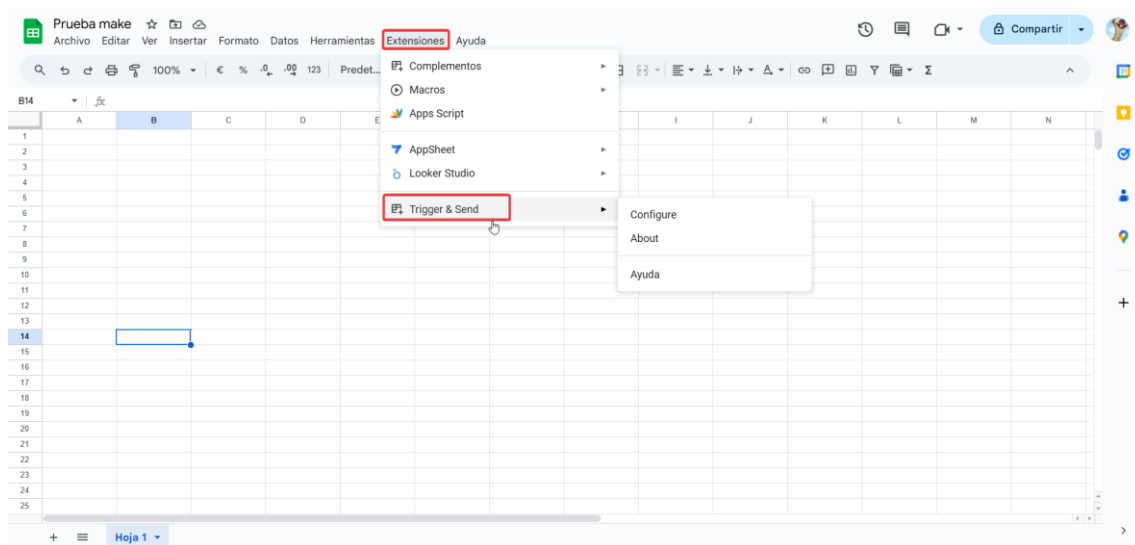 Prueba make
Archivo Editar Ver Insertar Formato Datos Herramientas Extensiones Ayuda
Compartir
100% € % .0 .00 123 Predet...
Complementos
Macros
Apps Script
AppSheet
Looker Studio
Trigger & Send
Configure
About
Ayuda
B14 fx
A B C D E I J K L M N
1
2
3
4
5
6
7
8
9
10
11
12
13
14
15
16
17
18
19
20
21
22
23
24
25
Hoja 1
31